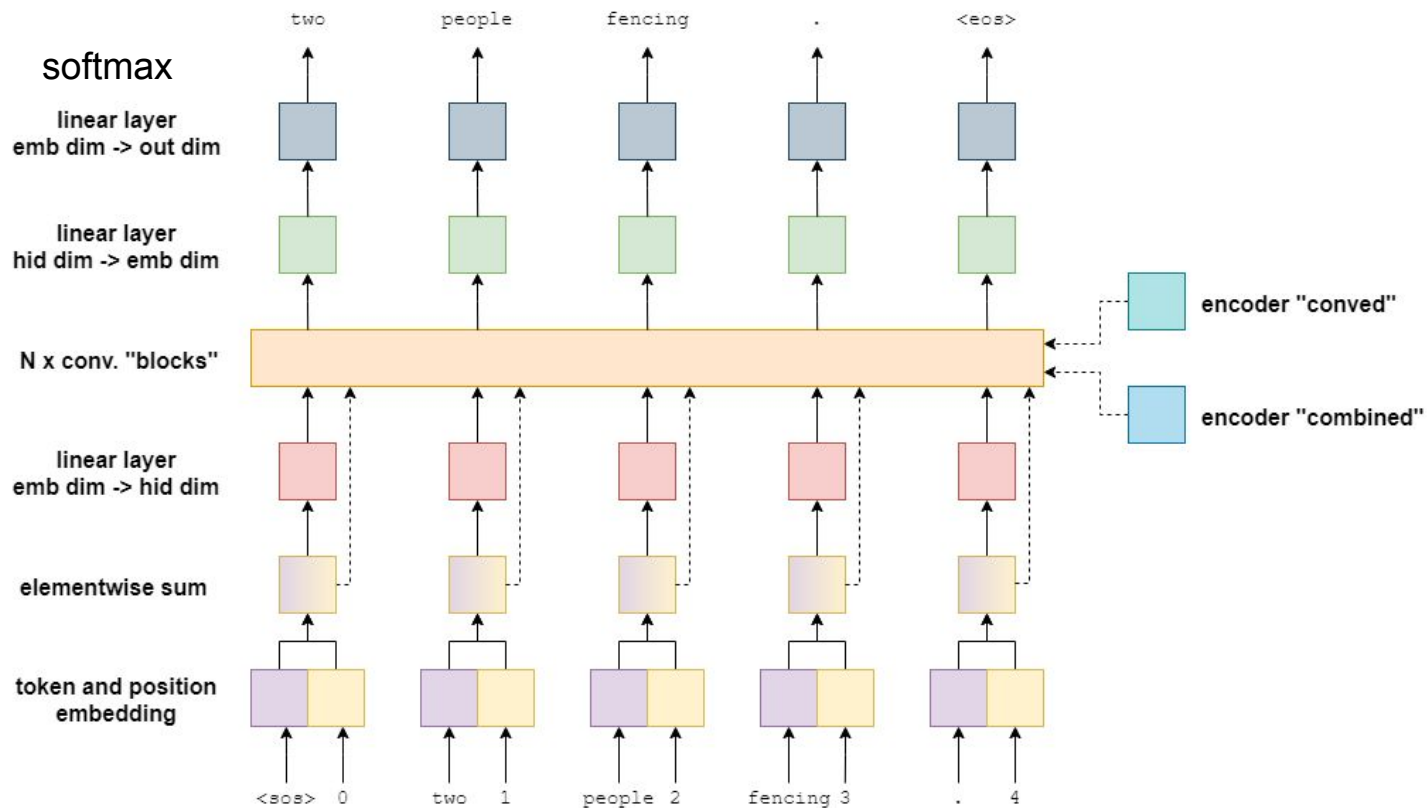 two people fencing . <eos>
softmax
linear layer
emb dim -> out dim
linear layer
hid dim -> emb dim
encoder "conved"
N x conv. "blocks"
encoder "combined"
linear layer
emb dim -> hid dim
elementwise sum
token and position
embedding
<sos> 0 two 1 people 2 fencing 3 . 4